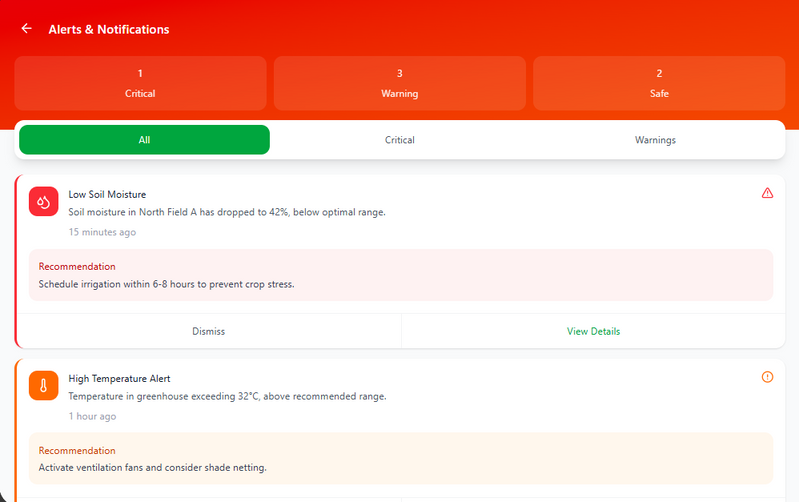 Alerts & Notifications
1
Critical
3
Warning
2
Safe
All
Critical
Warnings
Low Soil Moisture
Soil moisture in North Field A has dropped to 42%, below optimal range.
15 minutes ago
Recommendation
Schedule irrigation within 6-8 hours to prevent crop stress.
Dismiss
View Details
High Temperature Alert
Temperature in greenhouse exceeding 32°C, above recommended range.
1 hour ago
Recommendation
Activate ventilation fans and consider shade netting.